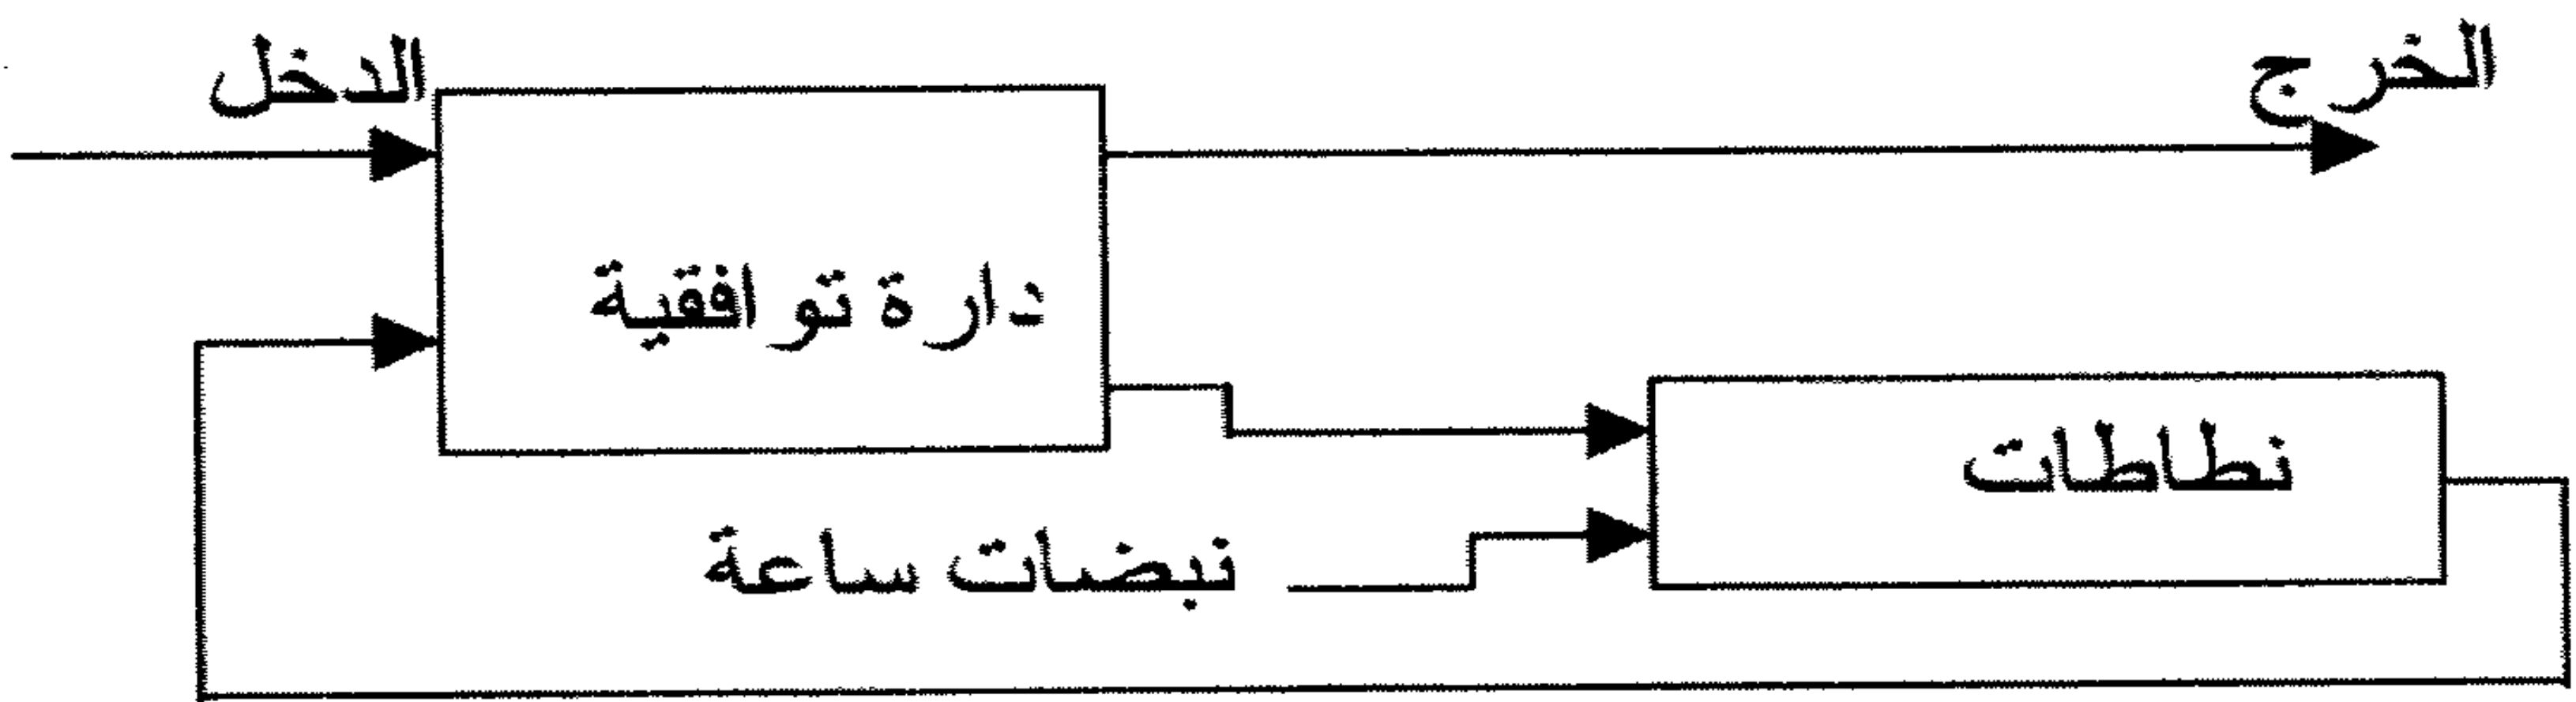 الدخل
الخرج
دارة توافقية
نطاطات
نبضات ساعة